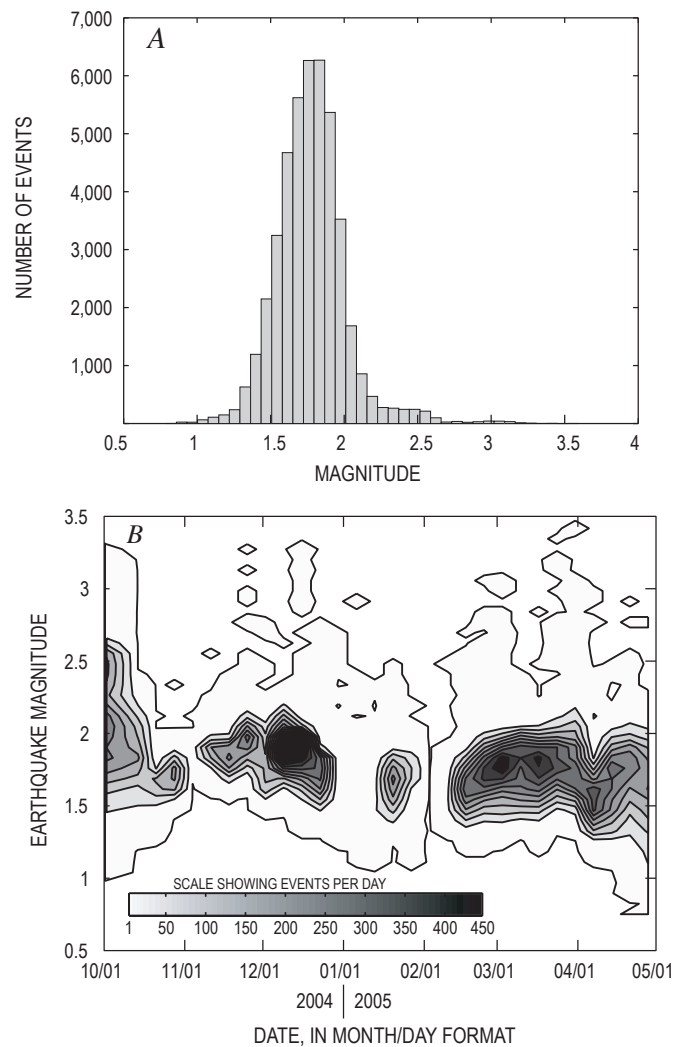 A
7,000
6,000
5,000
4,000
3,000
2,000
1,000
NUMBER OF EVENTS
0.5 1 1.5 2 2.5 3 3.5 4
MAGNITUDE
B
3.5
3
2.5
2
1.5
1
0.5
EARTHQUAKE MAGNITUDE
SCALE SHOWING EVENTS PER DAY
1 50 100 150 200 250 300 350 400 450
10/01 11/01 12/01 01/01 02/01 03/01 04/01 05/01
2004 2005
DATE, IN MONTH/DAY FORMAT